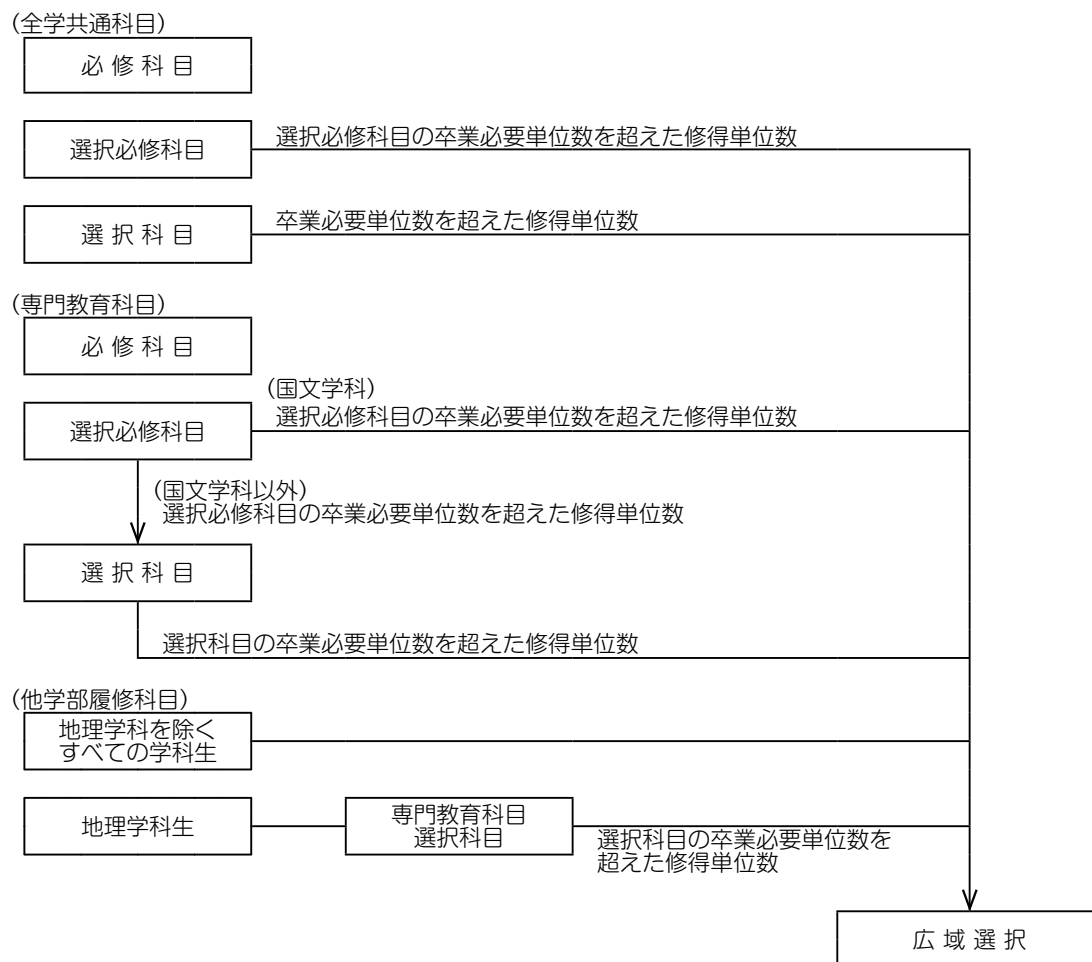 (全学共通科目)
必修科目
選択必修科目
選択必修科目の卒業必要単位数を超えた修得単位数
選択科目
卒業必要単位数を超えた修得単位数
(専門教育科目)
必修科目
(国文学科)
選択必修科目
選択必修科目の卒業必要単位数を超えた修得単位数
(国文学科以外)
選択必修科目の卒業必要単位数を超えた修得単位数
選択科目
選択科目の卒業必要単位数を超えた修得単位数
(他学部履修科目)
地理学科を除く
すべての学科生
地理学科生
専門教育科目
選択科目
選択科目の卒業必要単位数を
超えた修得単位数
広域選択